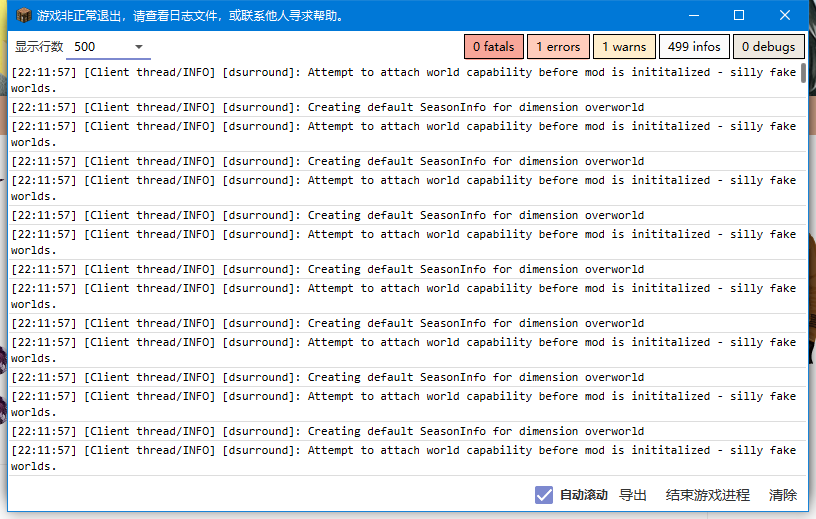 游戏非正常退出，请查看日志文件，或联系他人寻求帮助。
显示行数 500 0 fatals 1 errors 1 warns 499 infos 0 debugs
[22:11:57] [Client thread/INFO] [dsurround]: Attempt to attach world capability before mod is inititalized - silly fake
worlds.
[22:11:57] [Client thread/INFO] [dsurround]: Creating default SeasonInfo for dimension overworld
[22:11:57] [Client thread/INFO] [dsurround]: Attempt to attach world capability before mod is inititalized - silly fake
worlds.
[22:11:57] [Client thread/INFO] [dsurround]: Creating default SeasonInfo for dimension overworld
[22:11:57] [Client thread/INFO] [dsurround]: Attempt to attach world capability before mod is inititalized - silly fake
worlds.
[22:11:57] [Client thread/INFO] [dsurround]: Creating default SeasonInfo for dimension overworld
[22:11:57] [Client thread/INFO] [dsurround]: Attempt to attach world capability before mod is inititalized - silly fake
worlds.
[22:11:57] [Client thread/INFO] [dsurround]: Creating default SeasonInfo for dimension overworld
[22:11:57] [Client thread/INFO] [dsurround]: Attempt to attach world capability before mod is inititalized - silly fake
worlds.
[22:11:57] [Client thread/INFO] [dsurround]: Creating default SeasonInfo for dimension overworld
[22:11:57] [Client thread/INFO] [dsurround]: Attempt to attach world capability before mod is inititalized - silly fake
worlds.
[22:11:57] [Client thread/INFO] [dsurround]: Creating default SeasonInfo for dimension overworld
[22:11:57] [Client thread/INFO] [dsurround]: Attempt to attach world capability before mod is inititalized - silly fake
worlds.
[22:11:57] [Client thread/INFO] [dsurround]: Creating default SeasonInfo for dimension overworld
[22:11:57] [Client thread/INFO] [dsurround]: Attempt to attach world capability before mod is inititalized - silly fake
worlds.
自动滚动 导出 结束游戏进程 清除